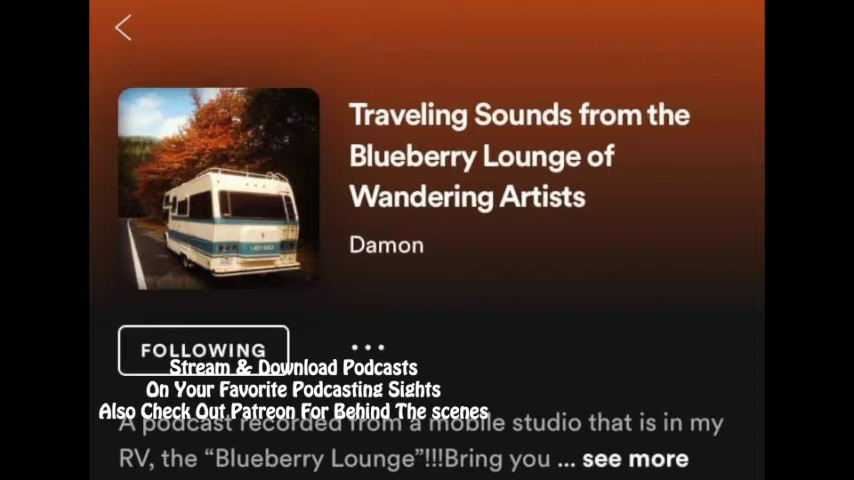 Traveling Sounds from the
Blueberry Lounge of
Wandering Artists
Damon
FOLLOWING
Stream & Download Podcasts
On Your Favorite Podcasting Sights
Also Check Out Patreon For Behind The scenes
A podcast recorded from a mobile studio that is in my
RV, the “Blueberry Lounge”!!!Bring you ... see more